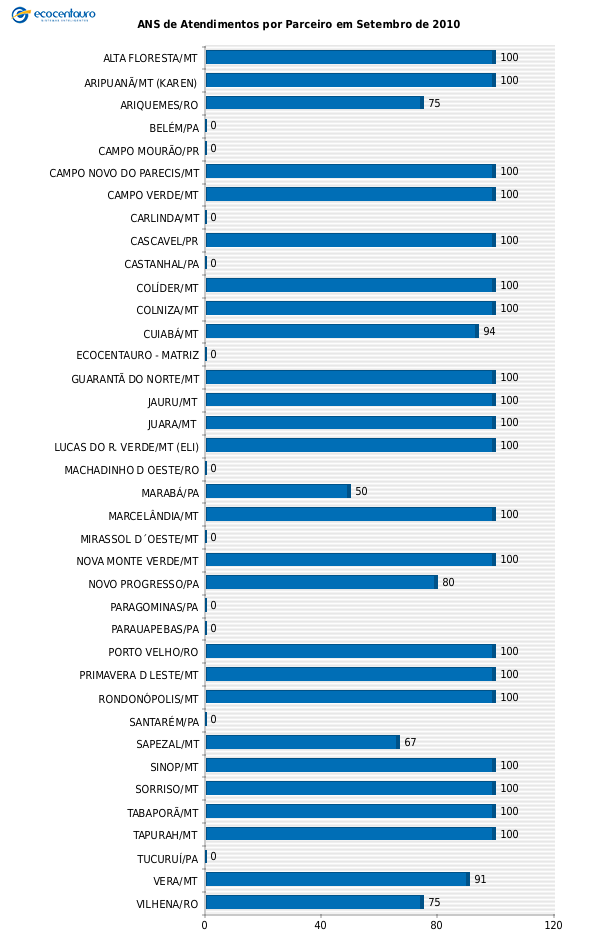 ecocentauro
ANS de Atendimentos por Parceiro em Setembro de 2010
ALTA FLORESTA/MT 100
ARIPUANÃ/MT (KAREN) 100
ARIQUEMES/RO 75
BELÉM/PA 0
CAMPO MOURÃO/PR 0
CAMPO NOVO DO PARECIS/MT 100
CAMPO VERDE/MT 100
CARLINDA/MT 0
CASCAVEL/PR 100
CASTANHAL/PA 0
COLÍDER/MT 100
COLNIZA/MT 100
CUIABÁ/MT 94
ECOCENTAURO - MATRIZ 0
GUARANTÃ DO NORTE/MT 100
JAURU/MT 100
JUARA/MT 100
LUCAS DO R. VERDE/MT (ELI) 100
MACHADINHO D OESTE/RO 0
MARABÁ/PA 50
MARCELÂNDIA/MT 100
MIRASSOL D´OESTE/MT 0
NOVA MONTE VERDE/MT 100
NOVO PROGRESSO/PA 80
PARAGOMINAS/PA 0
PARAUAPEBAS/PA 0
PORTO VELHO/RO 100
PRIMAVERA D LESTE/MT 100
RONDONÓPOLIS/MT 100
SANTARÉM/PA 0
SAPEZAL/MT 67
SINOP/MT 100
SORRISO/MT 100
TABAPORÃ/MT 100
TAPURAH/MT 100
TUCURUÍ/PA 0
VERA/MT 91
VILHENA/RO 75
0 40 80 120